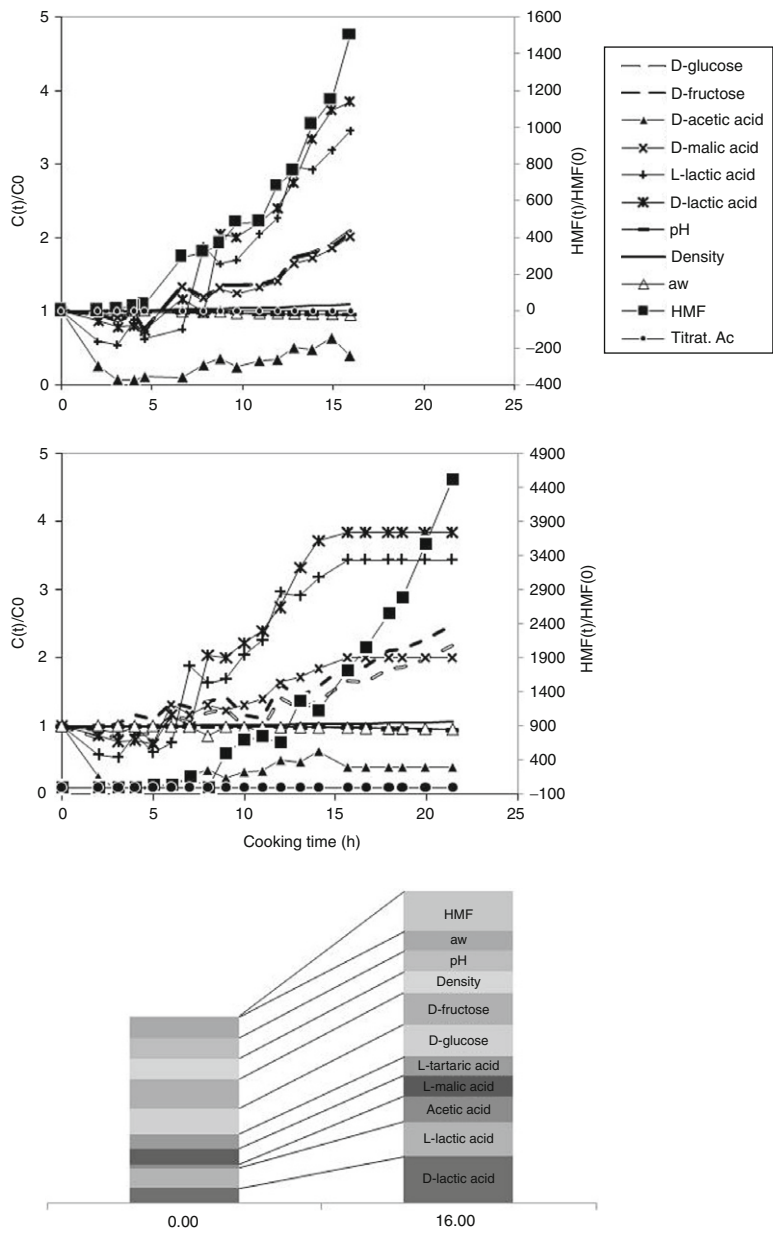 5
4
3
2
1
0
C(t)/C0
0
5
10
15
20
25
1600
1400
1200
1000
800
600
400
200
0
−200
−400
HMF(t)/HMF(0)
D-glucose
D-fructose
D-acetic acid
D-malic acid
L-lactic acid
D-lactic acid
pH
Density
aw
HMF
Titrat. Ac
5
4
3
2
1
0
C(t)/C0
0
5
10
15
20
25
Cooking time (h)
4900
4400
3900
3400
2900
2400
1900
1400
900
400
−100
HMF(t)/HMF(0)
HMF
aw
pH
Density
D-fructose
D-glucose
L-tartaric acid
L-malic acid
Acetic acid
L-lactic acid
D-lactic acid
0.00
16.00